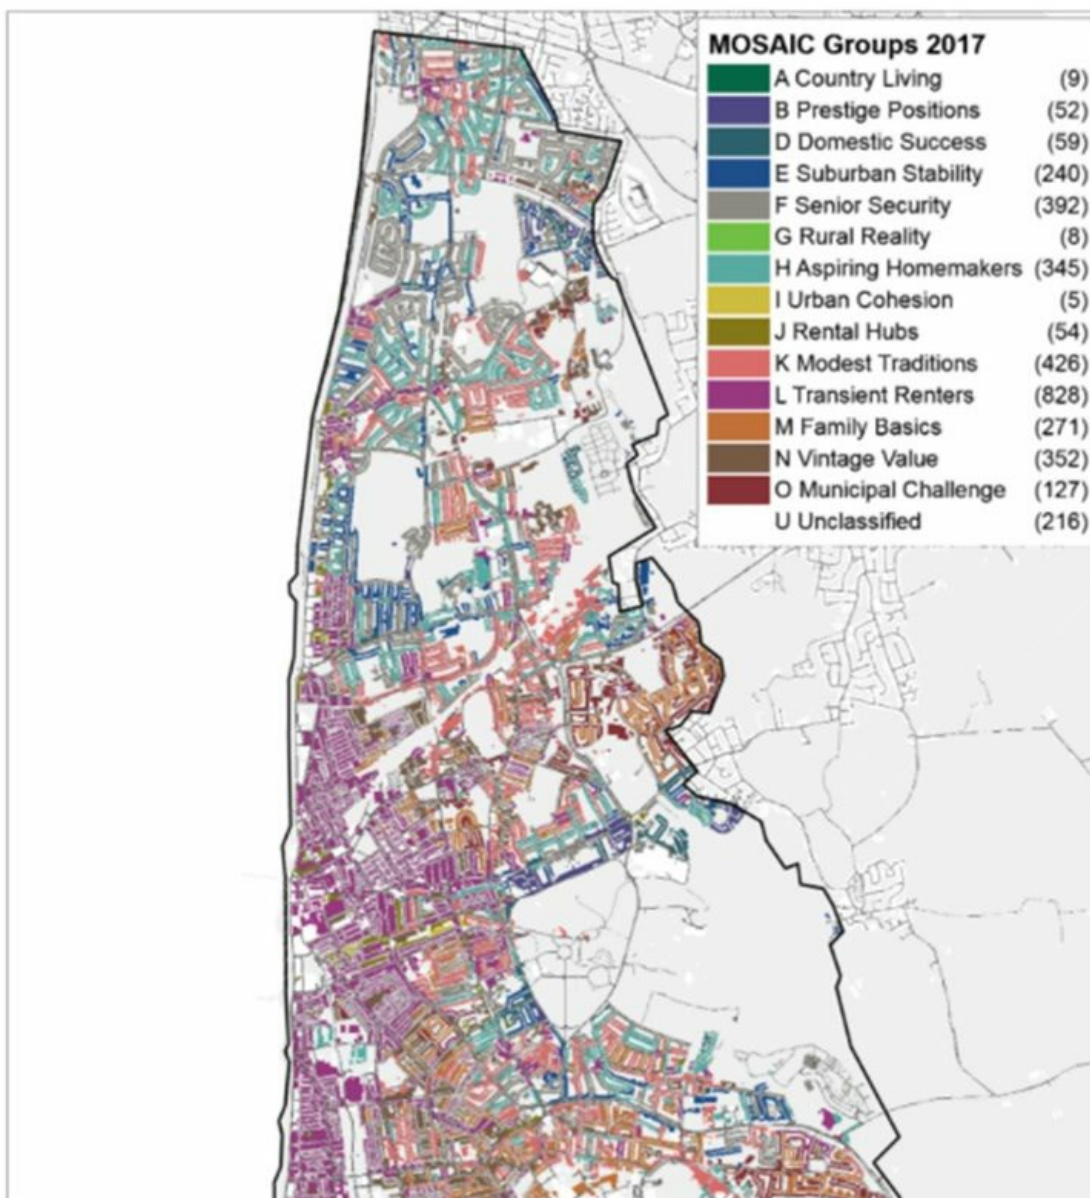 MOSAIC Groups 2017
A Country Living (9)
B Prestige Positions (52)
D Domestic Success (59)
E Suburban Stability (240)
F Senior Security (392)
G Rural Reality (8)
H Aspiring Homemakers (345)
I Urban Cohesion (5)
J Rental Hubs (54)
K Modest Traditions (426)
L Transient Renters (828)
M Family Basics (271)
N Vintage Value (352)
O Municipal Challenge (127)
U Unclassified (216)